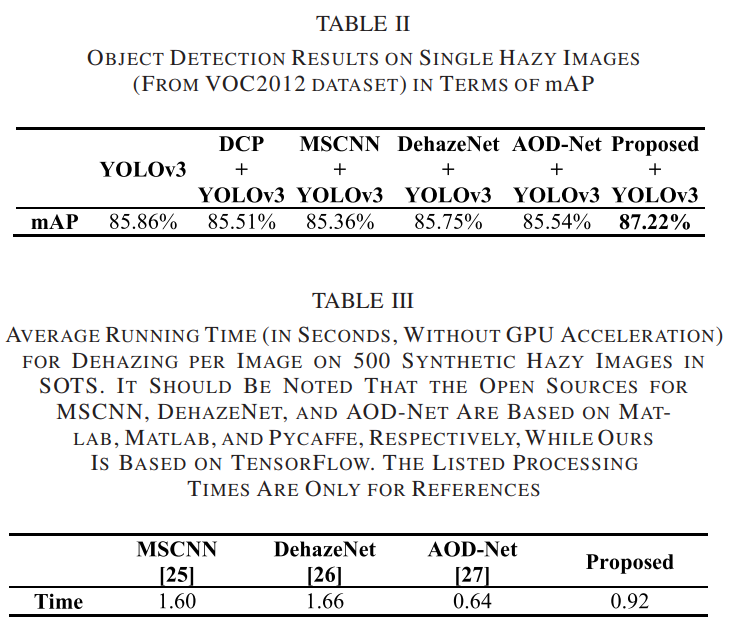 TABLE II
OBJECT DETECTION RESULTS ON SINGLE HAZY IMAGES
(FROM VOC2012 DATASET) IN TERMS OF mAP
DCP MSCNN DehazeNet AOD-Net Proposed
YOLOv3 + + + + +
YOLOv3 YOLOv3 YOLOv3 YOLOv3 YOLOv3
mAP 85.86% 85.51% 85.36% 85.75% 85.54% 87.22%
TABLE III
AVERAGE RUNNING TIME (IN SECONDS, WITHOUT GPU ACCELERATION)
FOR DEHAZING PER IMAGE ON 500 SYNTHETIC HAZY IMAGES IN
SOTS. IT SHOULD BE NOTED THAT THE OPEN SOURCES FOR
MSCNN, DEHAZENET, AND AOD-NET ARE BASED ON MAT-
LAB, MATLAB, AND PYCAFFE, RESPECTIVELY, WHILE OURS
IS BASED ON TENSORFLOW. THE LISTED PROCESSING
TIMES ARE ONLY FOR REFERENCES
MSCNN DehazeNet AOD-Net Proposed
[25] [26] [27]
Time 1.60 1.66 0.64 0.92